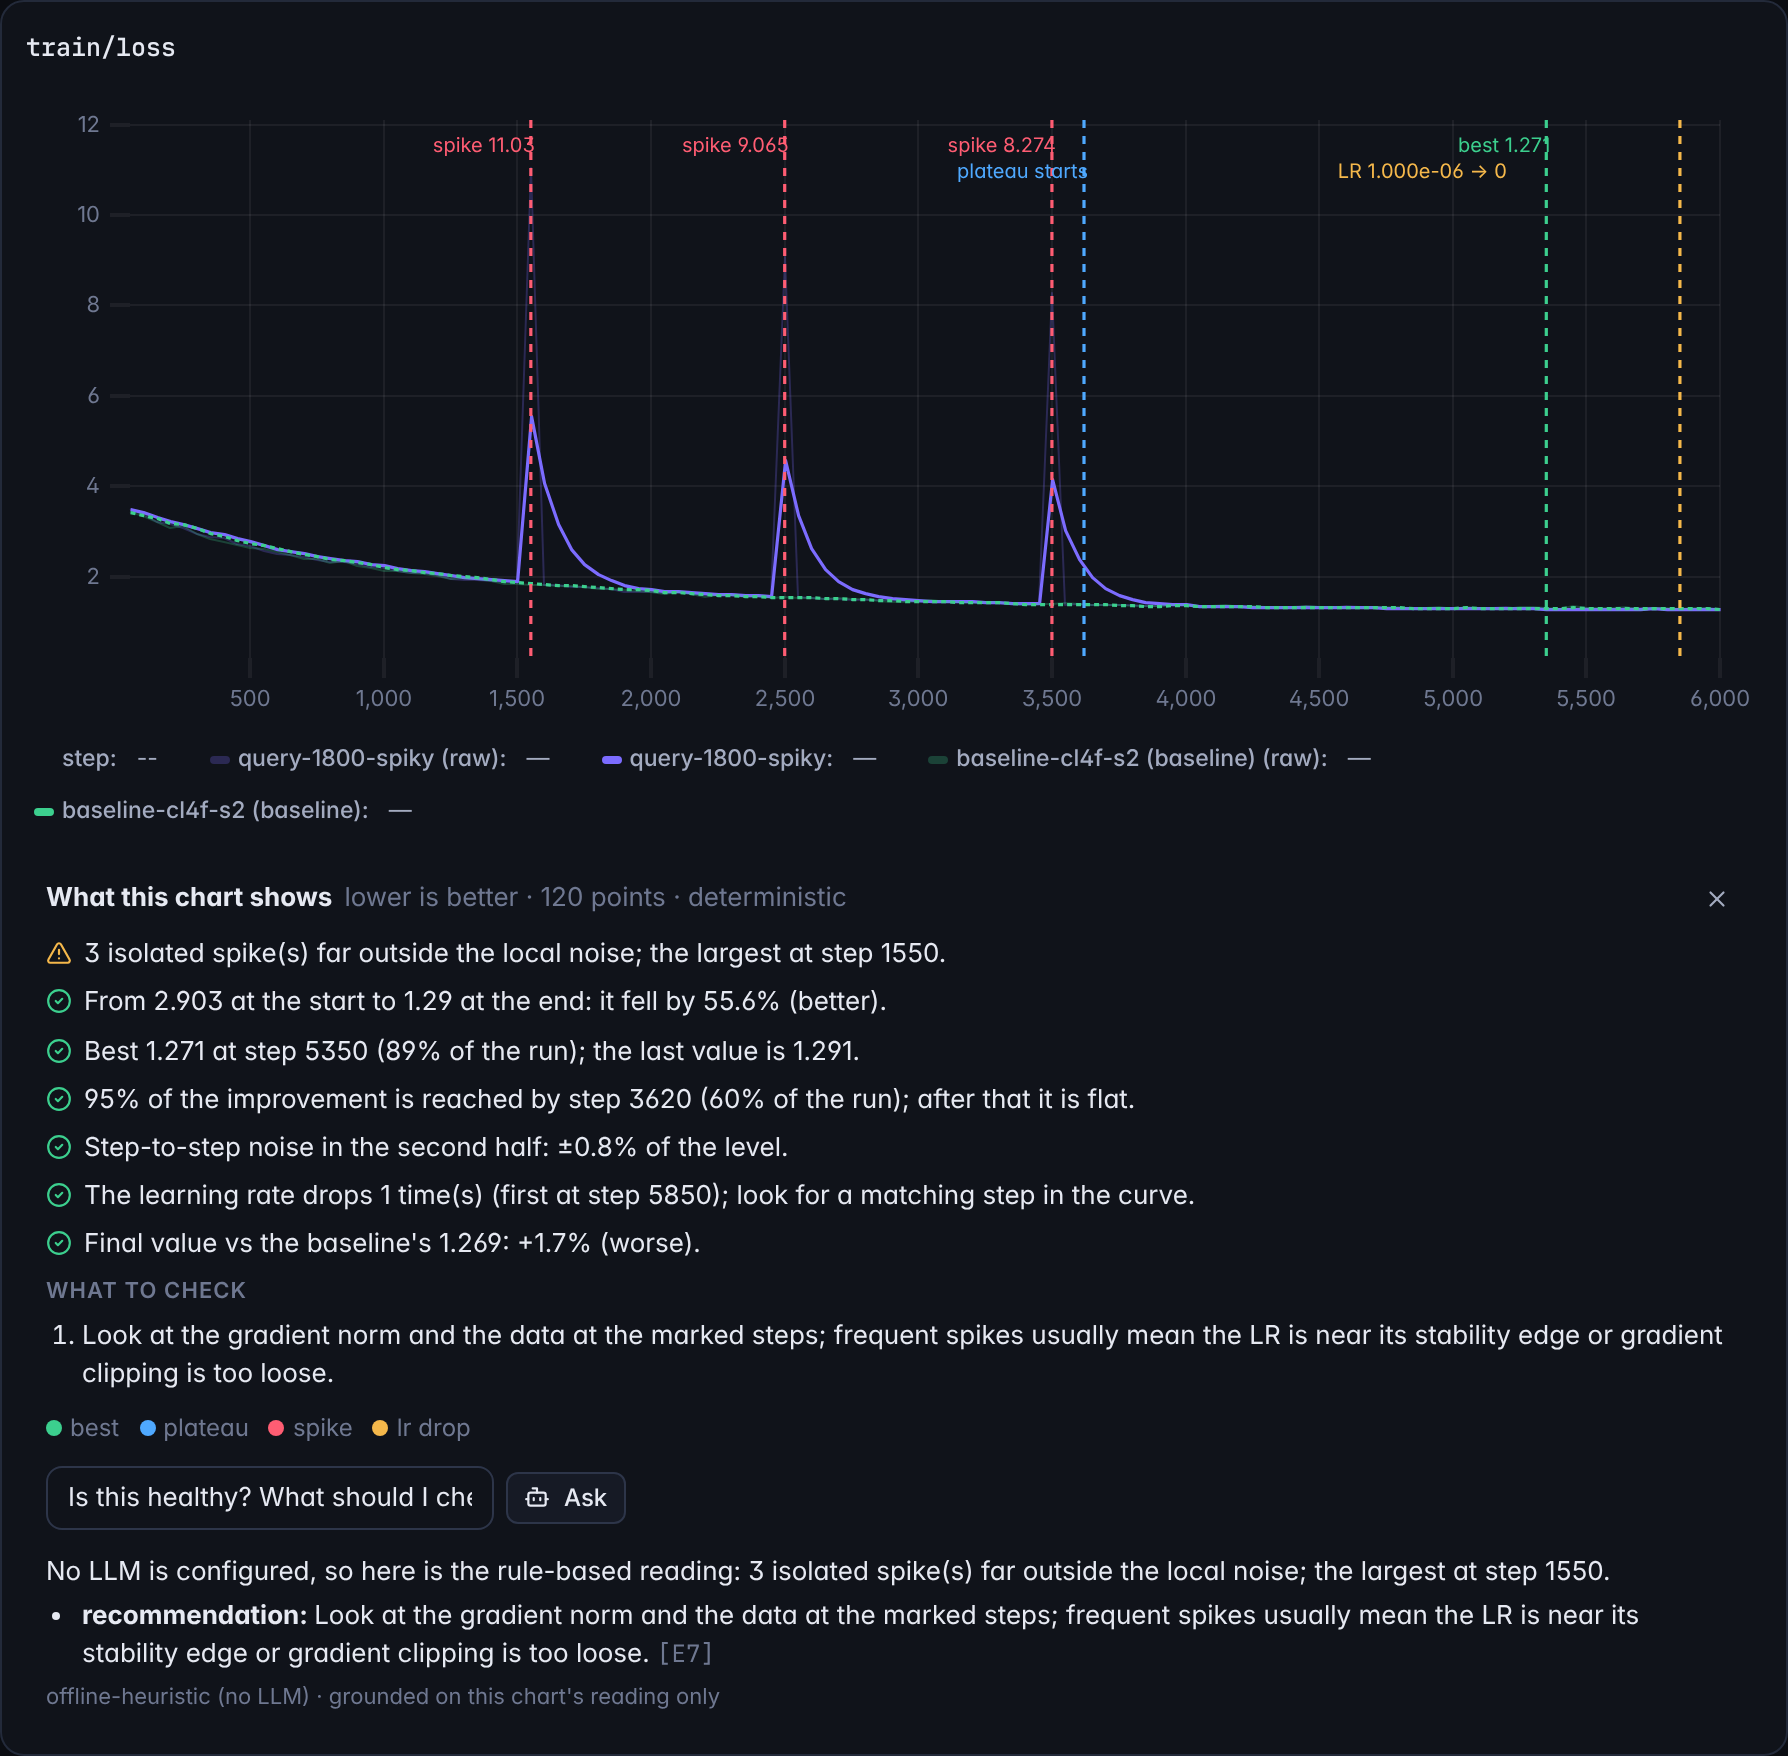 train/loss
12
spike 11.03
spike 9.065
spike 8.274
best 1.271
plateau starts
LR 1.000e-06 → 0
10
8
6
4
2
500
1,000
1,500
2,000
2,500
3,000
3,500
4,000
4,500
5,000
5,500
6,000
step: --
query-1800-spiky (raw): —
query-1800-spiky: —
baseline-cl4f-s2 (baseline) (raw): —
baseline-cl4f-s2 (baseline): —
What this chart shows lower is better · 120 points · deterministic
3 isolated spike(s) far outside the local noise; the largest at step 1550.
From 2.903 at the start to 1.29 at the end: it fell by 55.6% (better).
Best 1.271 at step 5350 (89% of the run); the last value is 1.291.
95% of the improvement is reached by step 3620 (60% of the run); after that it is flat.
Step-to-step noise in the second half: ±0.8% of the level.
The learning rate drops 1 time(s) (first at step 5850); look for a matching step in the curve.
Final value vs the baseline's 1.269: +1.7% (worse).
WHAT TO CHECK
1. Look at the gradient norm and the data at the marked steps; frequent spikes usually mean the LR is near its stability edge or gradient
clipping is too loose.
best plateau spike lr drop
Is this healthy? What should I che
Ask
No LLM is configured, so here is the rule-based reading: 3 isolated spike(s) far outside the local noise; the largest at step 1550.
• recommendation: Look at the gradient norm and the data at the marked steps; frequent spikes usually mean the LR is near its
stability edge or gradient clipping is too loose. [E7]
offline-heuristic (no LLM) · grounded on this chart's reading only